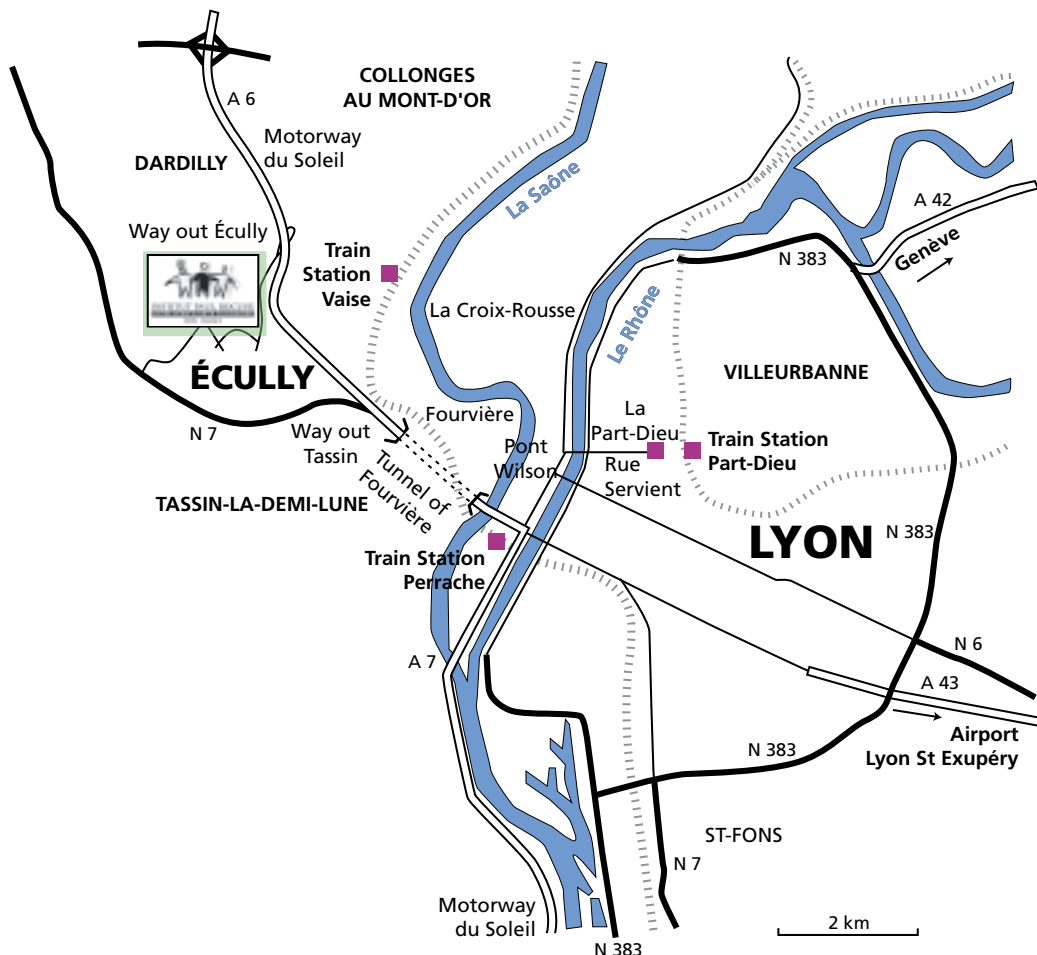 COLLONGES
AU MONT-D'OR
A 6
Motorway
du Soleil
DARDILLY
La Saône
A 42
Way out Écully
Train
Station
Vaise
N 383
Genève
La Croix-Rousse
Le Rhône
ÉCULLY
VILLEURBANNE
N 7
Fourvière
La
Part-Dieu
Train Station
Part-Dieu
Way out
Tassin
Pont
Wilson
Rue
Servient
Tunnel of
Fourvière
TASSIN-LA-DEMI-LUNE
LYON
N 383
Train Station
Perrache
N 6
A 7
A 43
Airport
Lyon St Exupéry
N 383
ST-FONS
N 7
Motorway
du Soleil
2 km
N 383